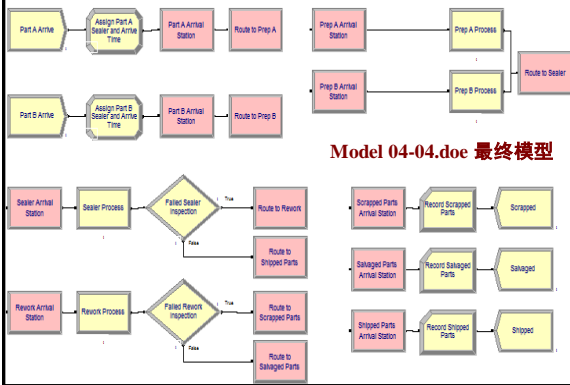 Part A Arrive
Assign Part A
Sealer and Arrive
Time
Part A Arrival
Station
Route to Prep A
Prep A Arrival
Station
Prep A Process
Route to Sealer
Part B Arrive
Assign Part B
Sealer and Arrive
Time
Part B Arrival
Station
Route to Prep B
Prep B Arrival
Station
Prep B Process
Model 04-04.doe 最终模型
Sealer Arrival
Station
Sealer Process
Failed Sealer
Inspection
True
False
Route to Rework
Route to
Shipped Parts
Rework Arrival
Station
Rework Process
Failed Rework
Inspection
True
False
Route to
Scrapped Parts
Route to
Salvaged Parts
Scrapped Parts
Arrival Station
Record Scrapped
Parts
Scrapped
Salvaged Parts
Arrival Station
Record Salvaged
Parts
Salvaged
Shipped Parts
Arrival Station
Record Shipped
Parts
Shipped